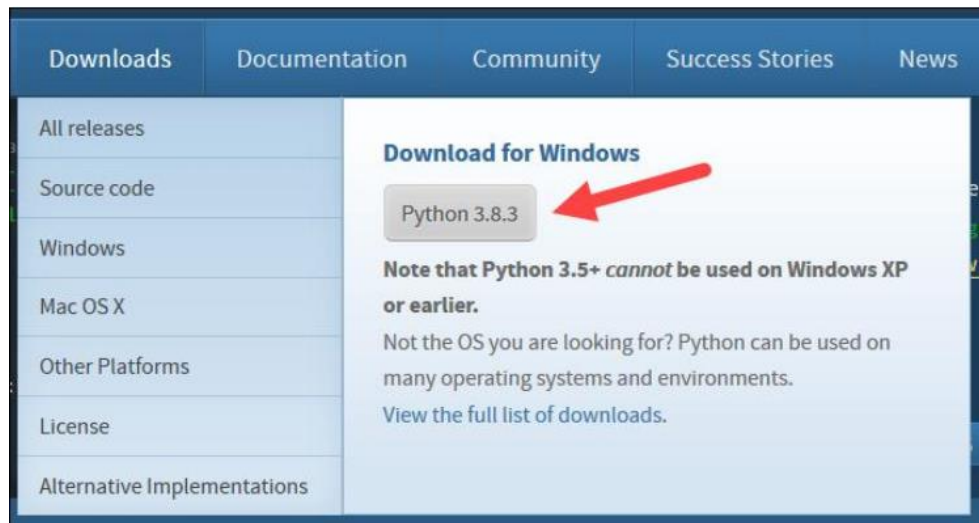 Downloads
Documentation
Community
Success Stories
News
All releases
Source code
Windows
Mac OS X
Other Platforms
License
Alternative Implementations
Download for Windows
Python 3.8.3
Note that Python 3.5+ cannot be used on Windows XP
or earlier.
Not the OS you are looking for? Python can be used on
many operating systems and environments.
View the full list of downloads.